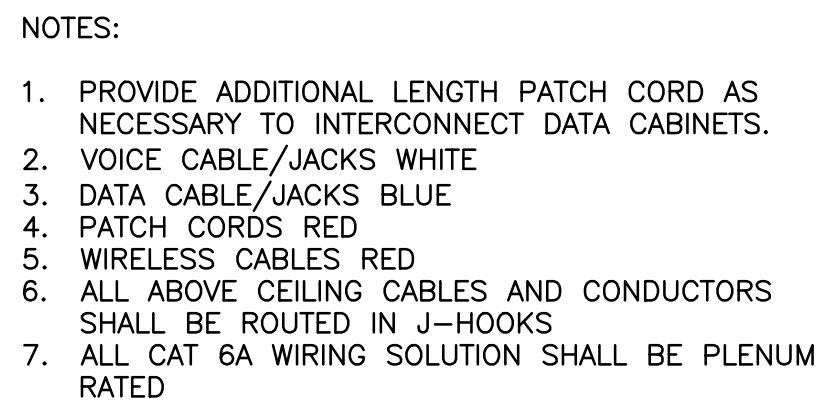 NOTES:
1. PROVIDE ADDITIONAL LENGTH PATCH CORD AS
NECESSARY TO INTERCONNECT DATA CABINETS.
2. VOICE CABLE/JACKS WHITE
3. DATA CABLE/JACKS BLUE
4. PATCH CORDS RED
5. WIRELESS CABLES RED
6. ALL ABOVE CEILING CABLES AND CONDUCTORS
SHALL BE ROUTED IN J-HOOKS
7. ALL CAT 6A WIRING SOLUTION SHALL BE PLENUM
RATED